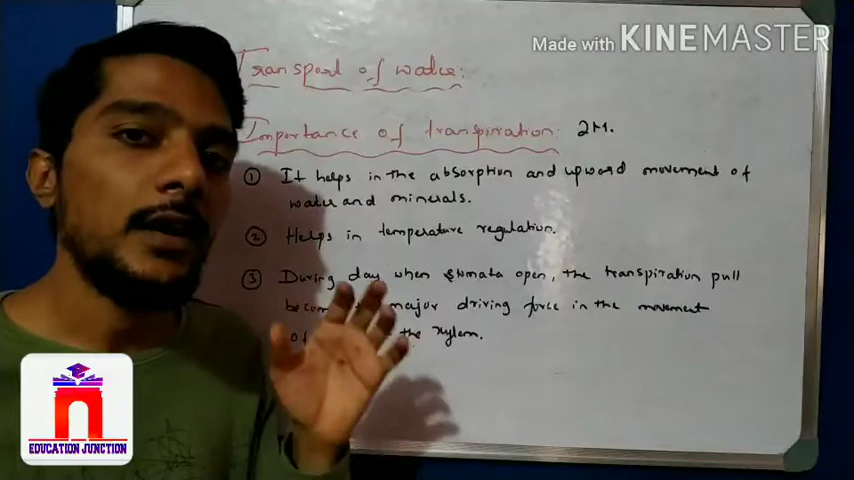 Made with KINEMASTER
Transport of water:
Importance of transpiration: 2M.
① It helps in the absorption and upward movement of
water and minerals.
② Helps in temperature regulation.
③ During day when stomata open, the transpiration pull
major driving force in the movement
the xylem.
EDUCATION JUNCTION